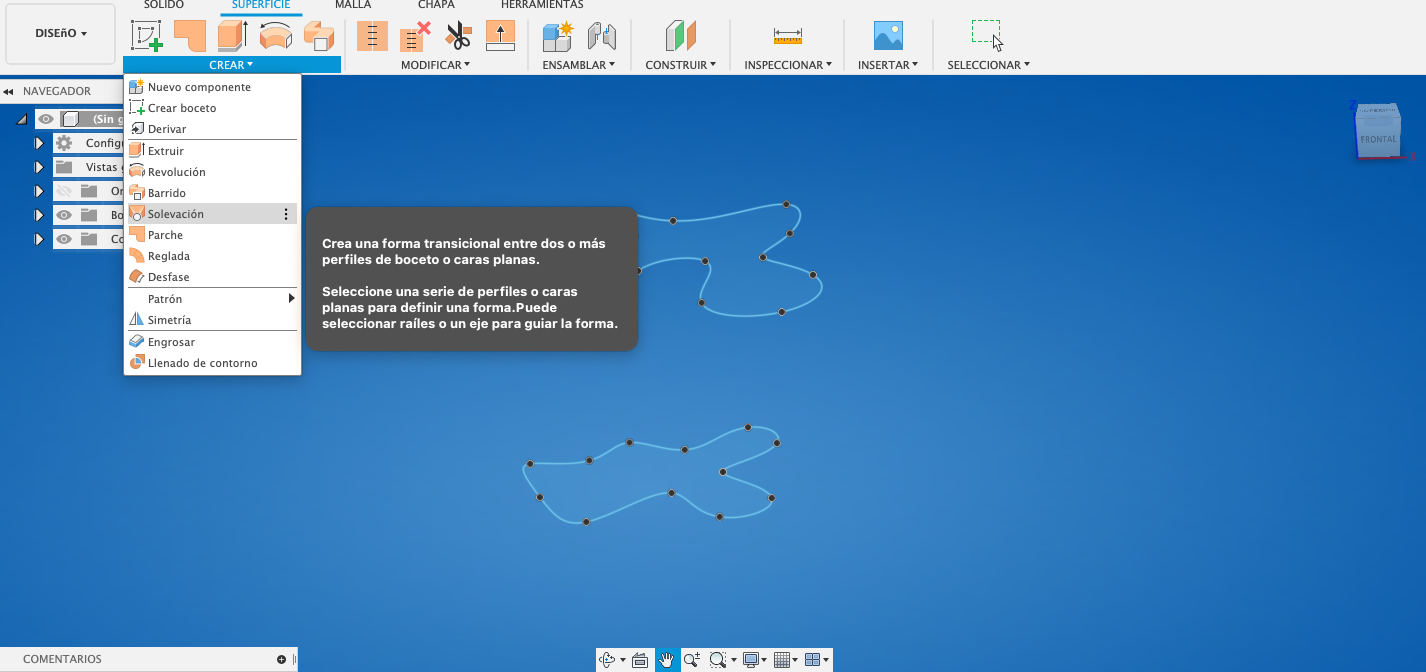 SÓLIDO
SUPERFICIE
MALLA
CHAPA
HERRAMIENTAS
DISEñO
CREAR
MODIFICAR
ENSAMBLAR
CONSTRUIR
INSPECCIONAR
INSERTAR
SELECCIONAR
NAVEGADOR
(Sin g
Configu
Vistas g
Or
Bo
Co
Nuevo componente
Crear boceto
Derivar
Extruir
Revolución
Barrido
Solevación
Parche
Reglada
Desfase
Patrón
Simetría
Engrosar
Llenado de contorno
Crea una forma transicional entre dos o más
perfiles de boceto o caras planas.
Seleccione una serie de perfiles o caras
planas para definir una forma.Puede
seleccionar raíles o un eje para guiar la forma.
Z
FRONTAL
COMENTARIOS